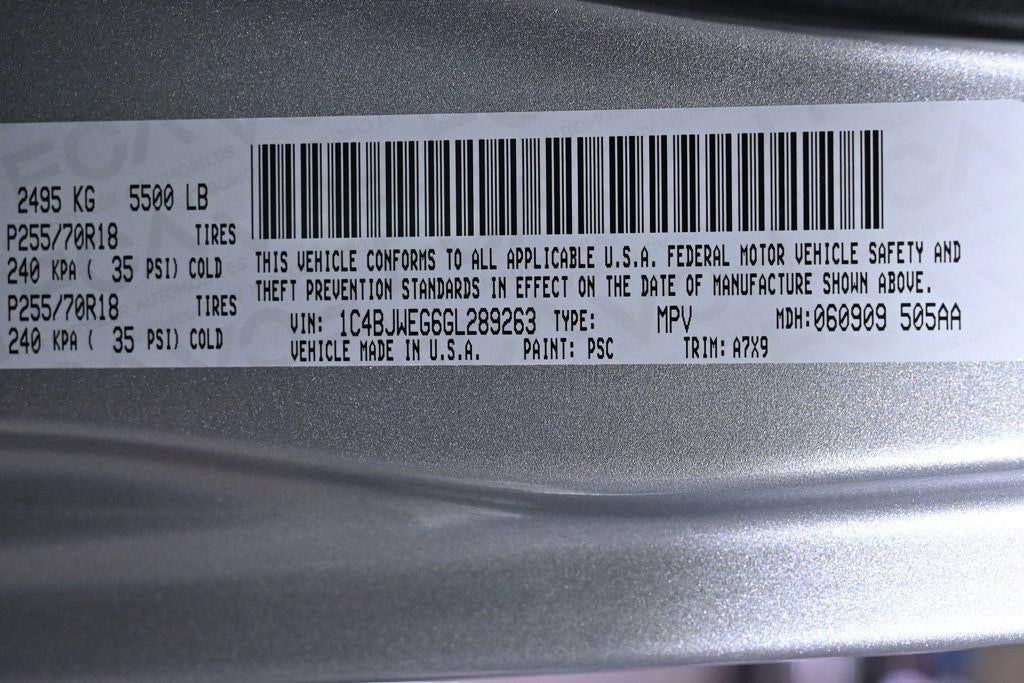 2495 KG 5500 LB
P255/70R18 TIRES
240 KPA ( 35 PSI) COLD
P255/70R18 TIRES
240 KPA ( 35 PSI) COLD
THIS VEHICLE CONFORMS TO ALL APPLICABLE U.S.A. FEDERAL MOTOR VEHICLE SAFETY AND
THEFT PREVENTION STANDARDS IN EFFECT ON THE DATE OF MANUFACTURE SHOWN ABOVE.
VIN: 1C4BJWEG6GL289263 TYPE: MPV MDH:060909 505AA
VEHICLE MADE IN U.S.A. PAINT: PSC TRIM: A7X9